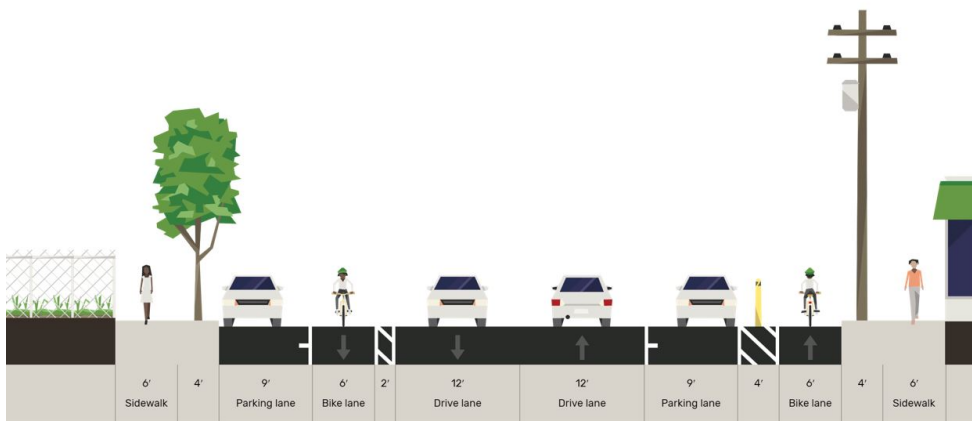 6' 4' 9' 6' 2' 12' 12' 9' 4' 6' 4' 6'
Sidewalk Parking lane Bike lane Drive lane Drive lane Parking lane Bike lane Sidewalk